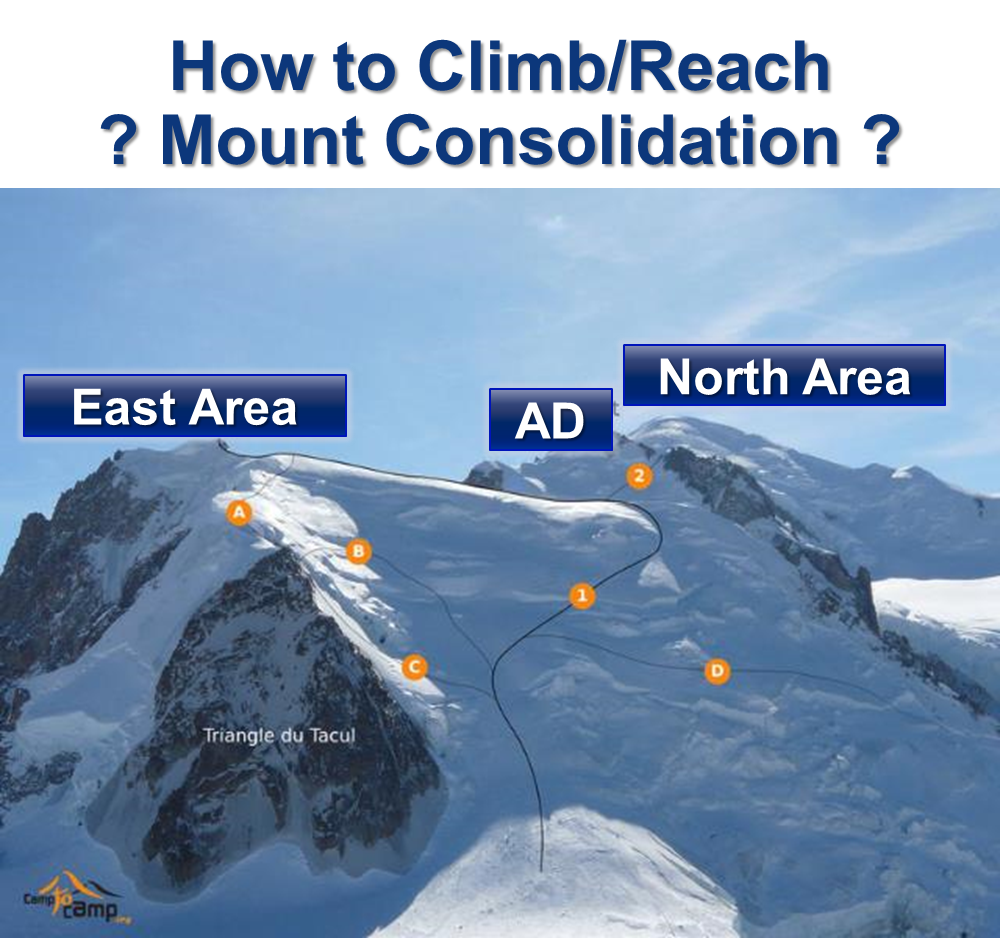 How to Climb/Reach
? Mount Consolidation ?
North Area
East Area
AD
2
A
B
1
C
D
Triangle du Tacul
Camp
to
camp
.org